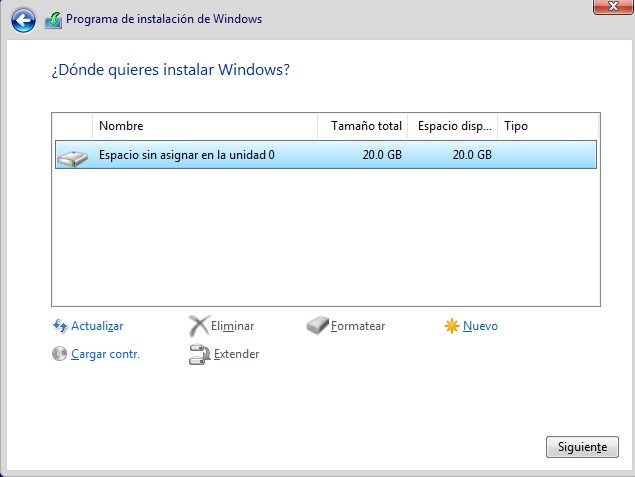 Programa de instalación de Windows
¿Dónde quieres instalar Windows?
Nombre Tamaño total Espacio disp... Tipo
Espacio sin asignar en la unidad 0 20.0 GB 20.0 GB
Actualizar Eliminar Formatear Nuevo
Cargar contr. Extender
Siguiente